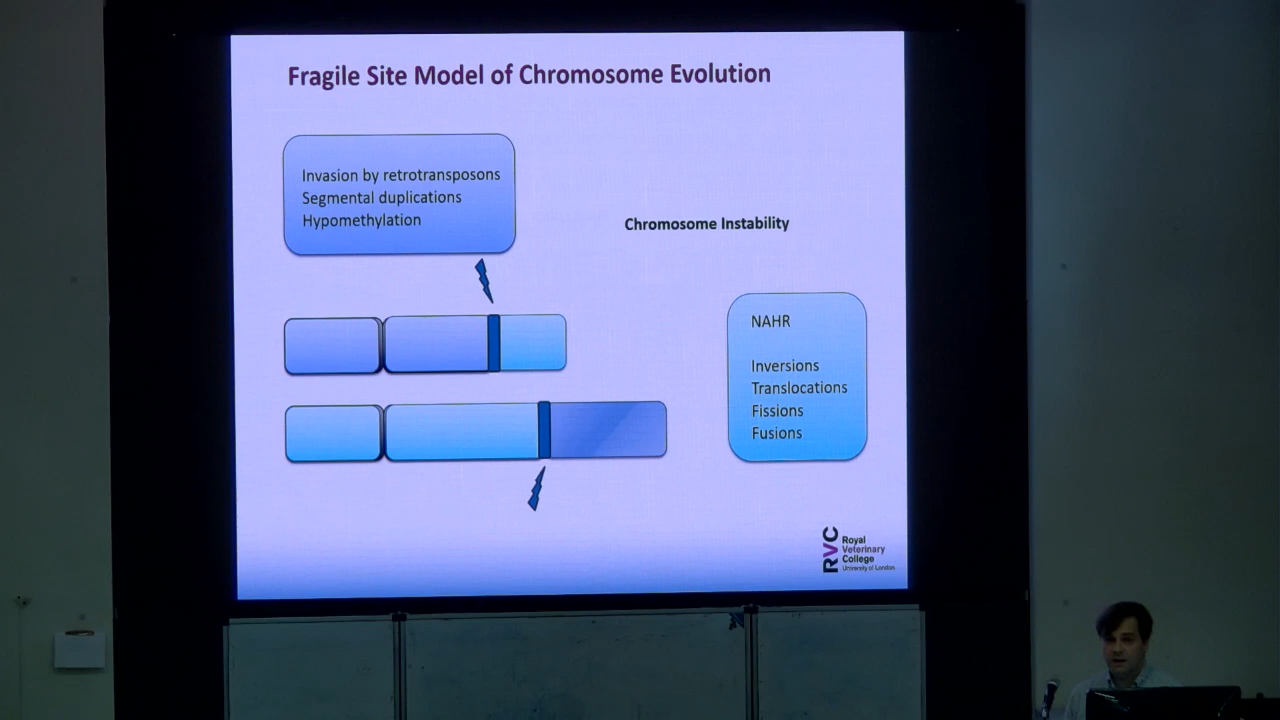 Fragile Site Model of Chromosome Evolution
Invasion by retrotransposons
Segmental duplications
Hypomethylation
Chromosome Instability
NAHR
Inversions
Translocations
Fissions
Fusions
RVC
Royal
Veterinary
College
University of London